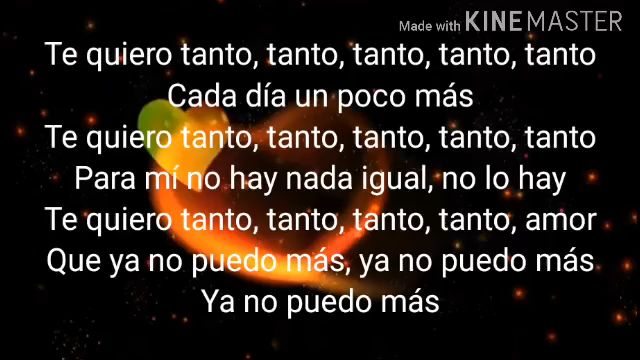 Made with KINEMASTER
Te quiero tanto, tanto, tanto, tanto, tanto
Cada día un poco más
Te quiero tanto, tanto, tanto, tanto, tanto
Para mí no hay nada igual, no lo hay
Te quiero tanto, tanto, tanto, tanto, amor
Que ya no puedo más, ya no puedo más
Ya no puedo más